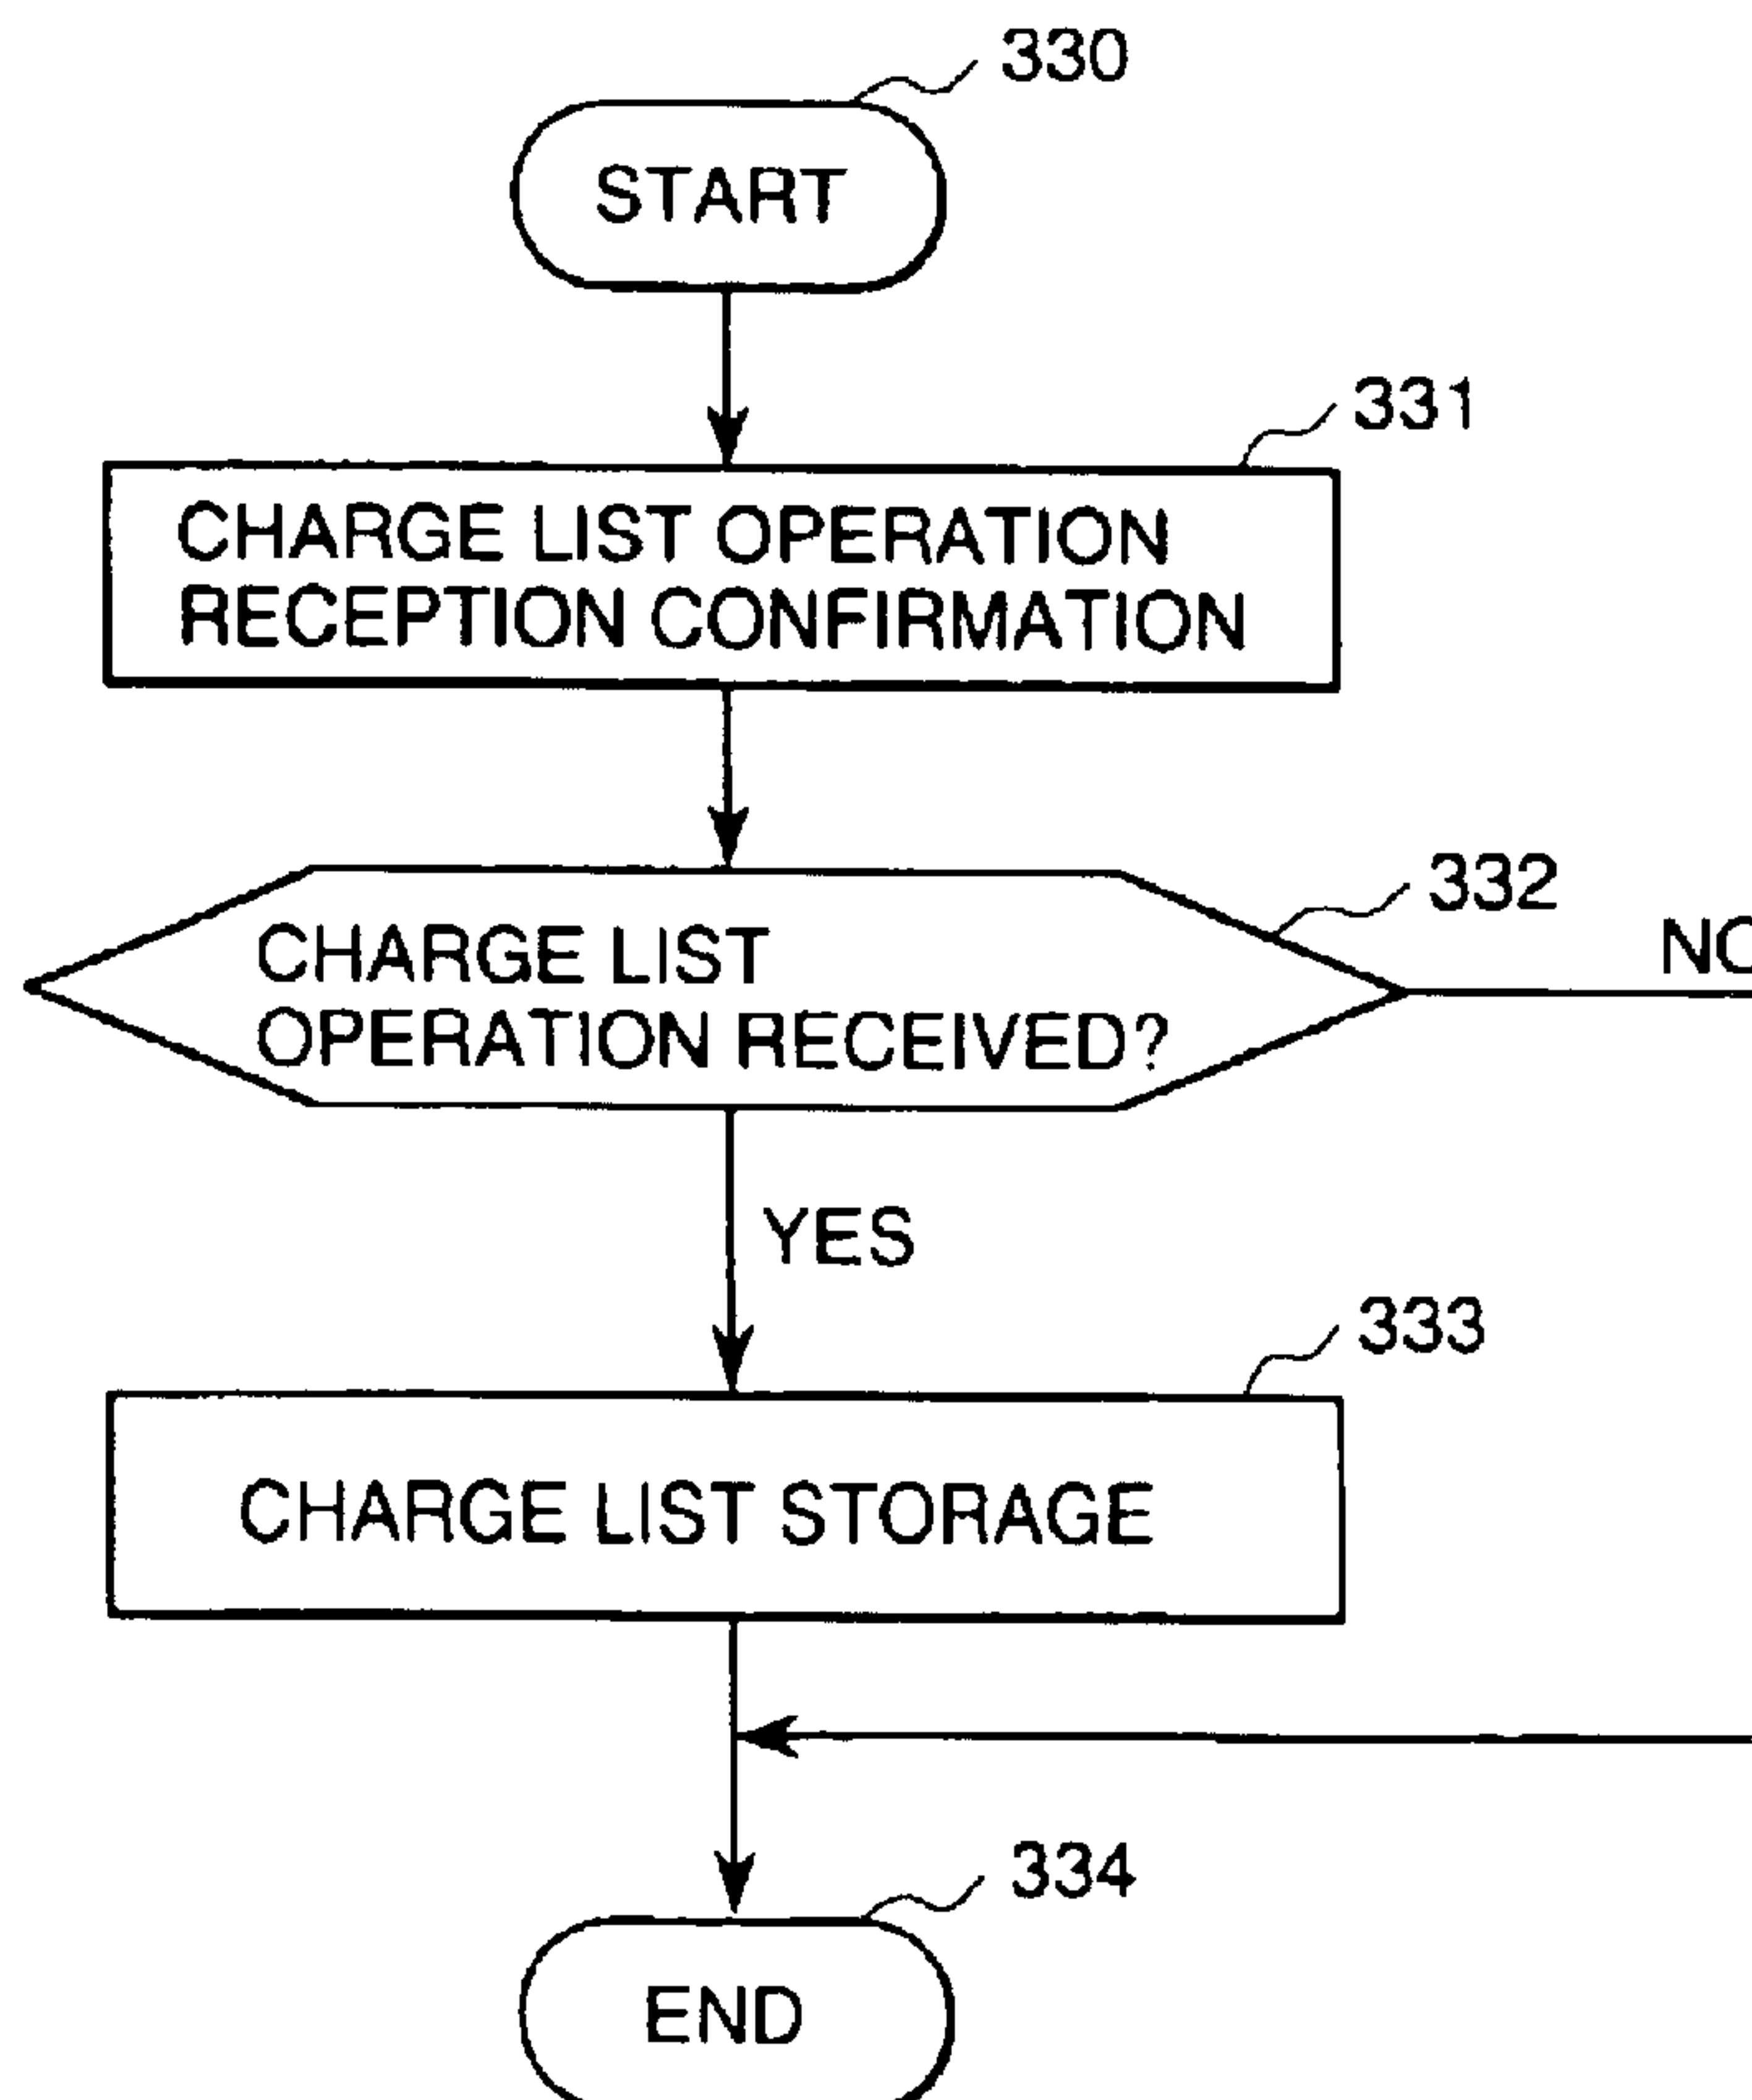 330
START
331
CHARGE LIST OPERATION
RECEPTION CONFIRMATION
332
CHARGE LIST
OPERATION RECEIVED?
NO
YES
333
CHARGE LIST STORAGE
334
END